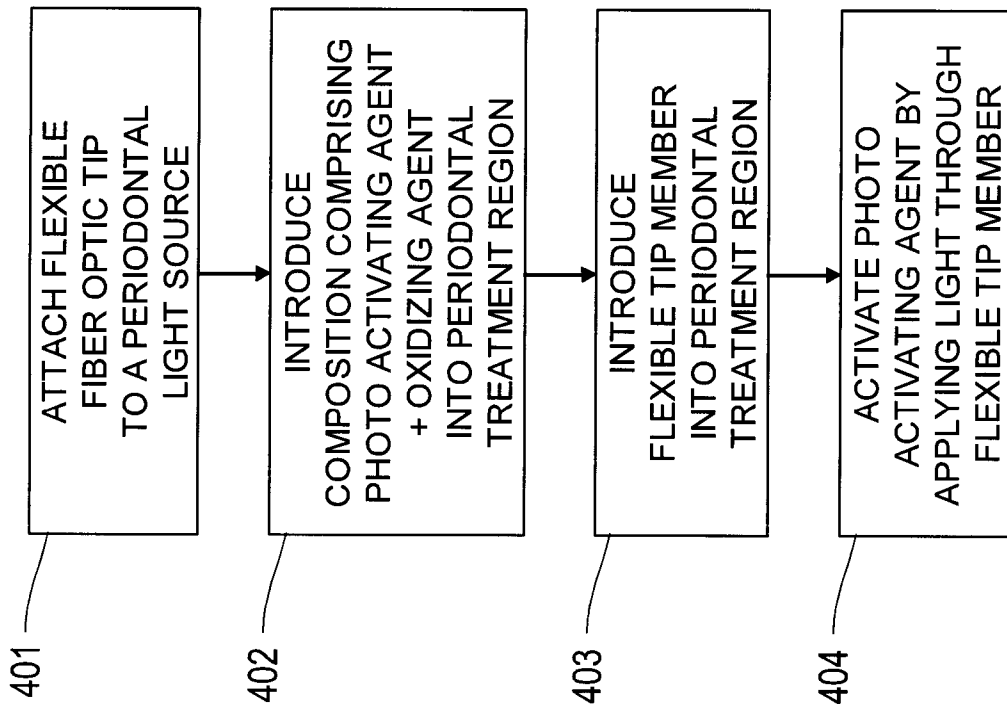 401
ATTACH FLEXIBLE
FIBER OPTIC TIP
TO A PERIODONTAL
LIGHT SOURCE
402
INTRODUCE
COMPOSITION COMPRISING
PHOTO ACTIVATING AGENT
+ OXIDIZING AGENT
INTO PERIODONTAL
TREATMENT REGION
403
INTRODUCE
FLEXIBLE TIP MEMBER
INTO PERIODONTAL
TREATMENT REGION
404
ACTIVATE PHOTO
ACTIVATING AGENT BY
APPLYING LIGHT THROUGH
FLEXIBLE TIP MEMBER